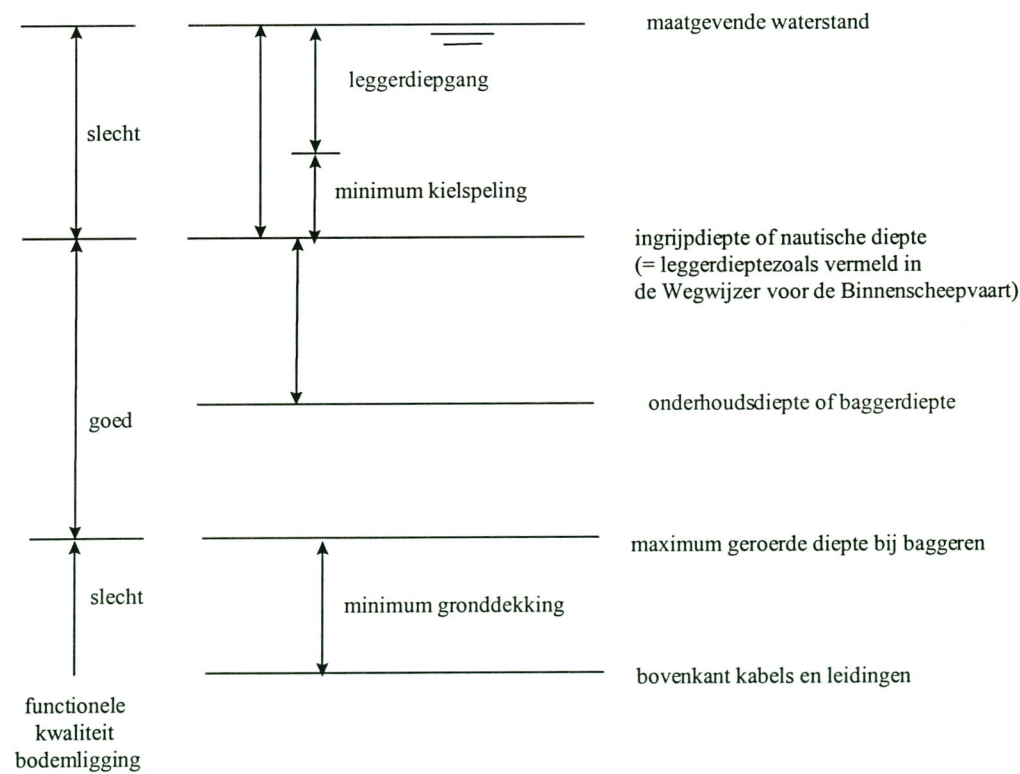 maatgevende waterstand
leggerdiepgang
slecht
minimum kielspeling
ingrijpdiepte of nautische diepte
(= leggerdieptezoals vermeld in
de Wegwijzer voor de Binnenscheepvaart)
onderhoudsdiepte of baggerdiepte
goed
maximum geroerde diepte bij baggeren
slecht
minimum gronddekking
bovenkant kabels en leidingen
functionele
kwaliteit
bodemligging